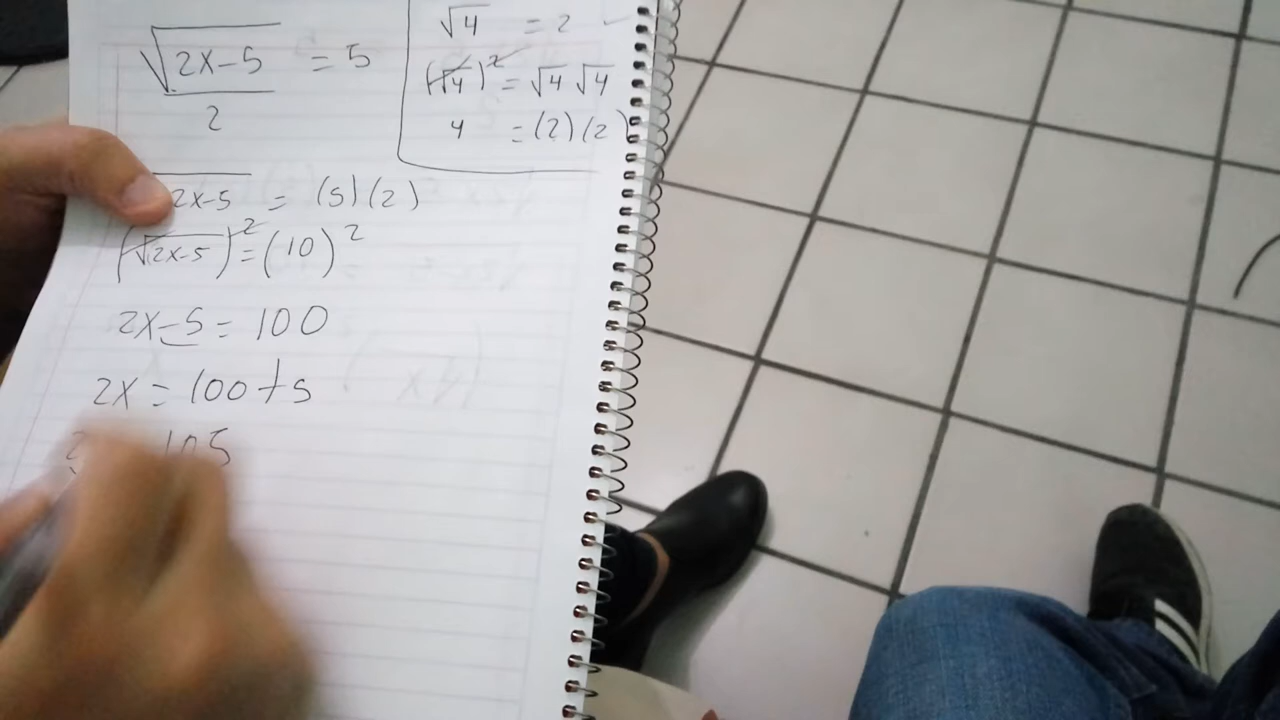 √2x-5 = 5
2
√4 = 2
(√4)² = √4 √4
4 = (2)(2)
2x-5 = (5)(2)
(√2x-5)² = (10)²
2x-5 = 100
2x = 100+5
105